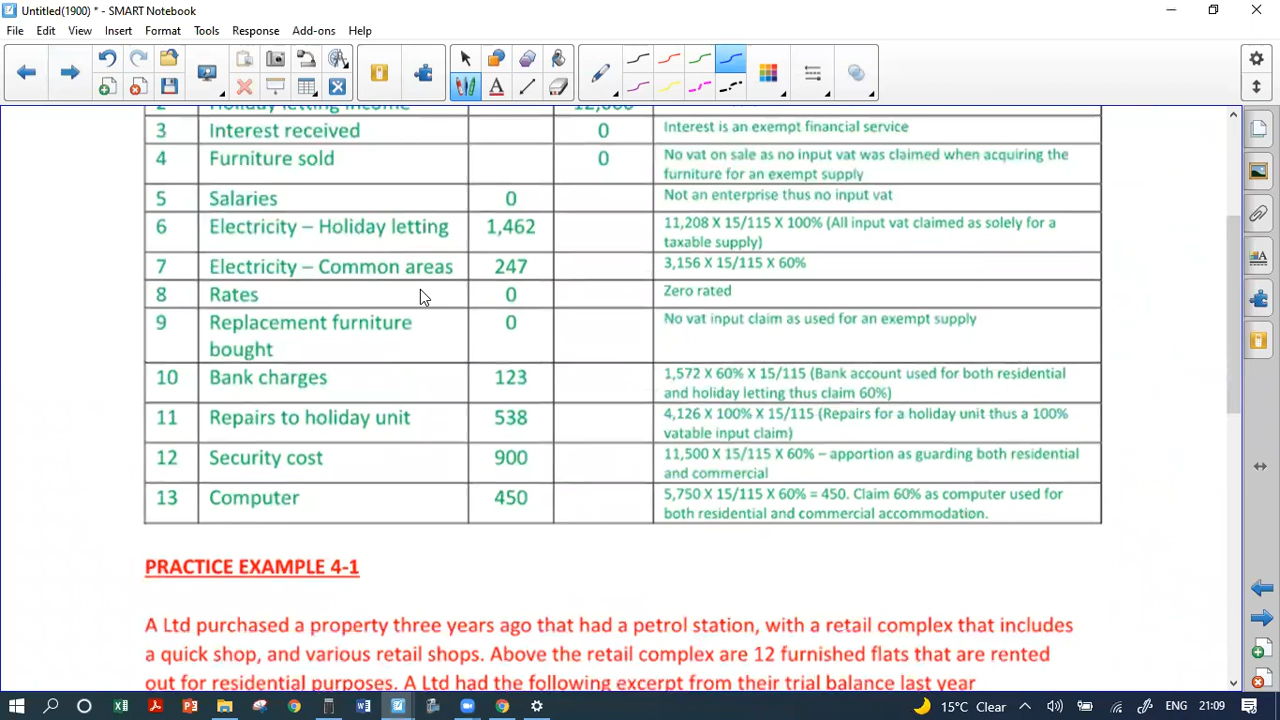 Untitled(1900) * - SMART Notebook
File Edit View Insert Format Tools Add-ons Response Help
2 Holiday letting income 12,000
3 Interest received 0 Interest is an exempt financial service
4 Furniture sold 0 No vat on sale as no input vat was claimed when acquiring the
furniture for an exempt supply
5 Salaries 0 Not an enterprise thus no input vat
6 Electricity – Holiday letting 1,462 11,208 X 15/115 X 100% (All input vat claimed as solely for a
taxable supply)
7 Electricity – Common areas 247 3,156 X 15/115 X 60%
8 Rates 0 Zero rated
9 Replacement furniture 0 No vat input claim as used for an exempt supply
bought
10 Bank charges 123 1,572 X 60% X 15/115 (Bank account used for both residential
and holiday letting thus claim 60%)
11 Repairs to holiday unit 538 4,126 X 100% X 15/115 (Repairs for a holiday unit thus a 100%
vatable input claim)
12 Security cost 900 11,500 X 15/115 X 60% – apportion as guarding both residential
and commercial
13 Computer 450 5,750 X 15/115 X 60% = 450. Claim 60% as computer used for
both residential and commercial accommodation.
PRACTICE EXAMPLE 4-1
A Ltd purchased a property three years ago that had a petrol station, with a retail complex that includes
a quick shop, and various retail shops. Above the retail complex are 12 furnished flats that are rented
out for residential purposes. A Ltd had the following excerpt from their trial balance last year
15°C Clear ENG 21:09